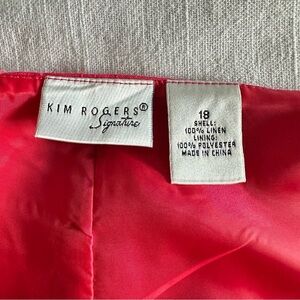 KIM ROGERS®
Signature
18
SHELL:
100% LINEN
LINING:
100% POLYESTER
MADE IN CHINA